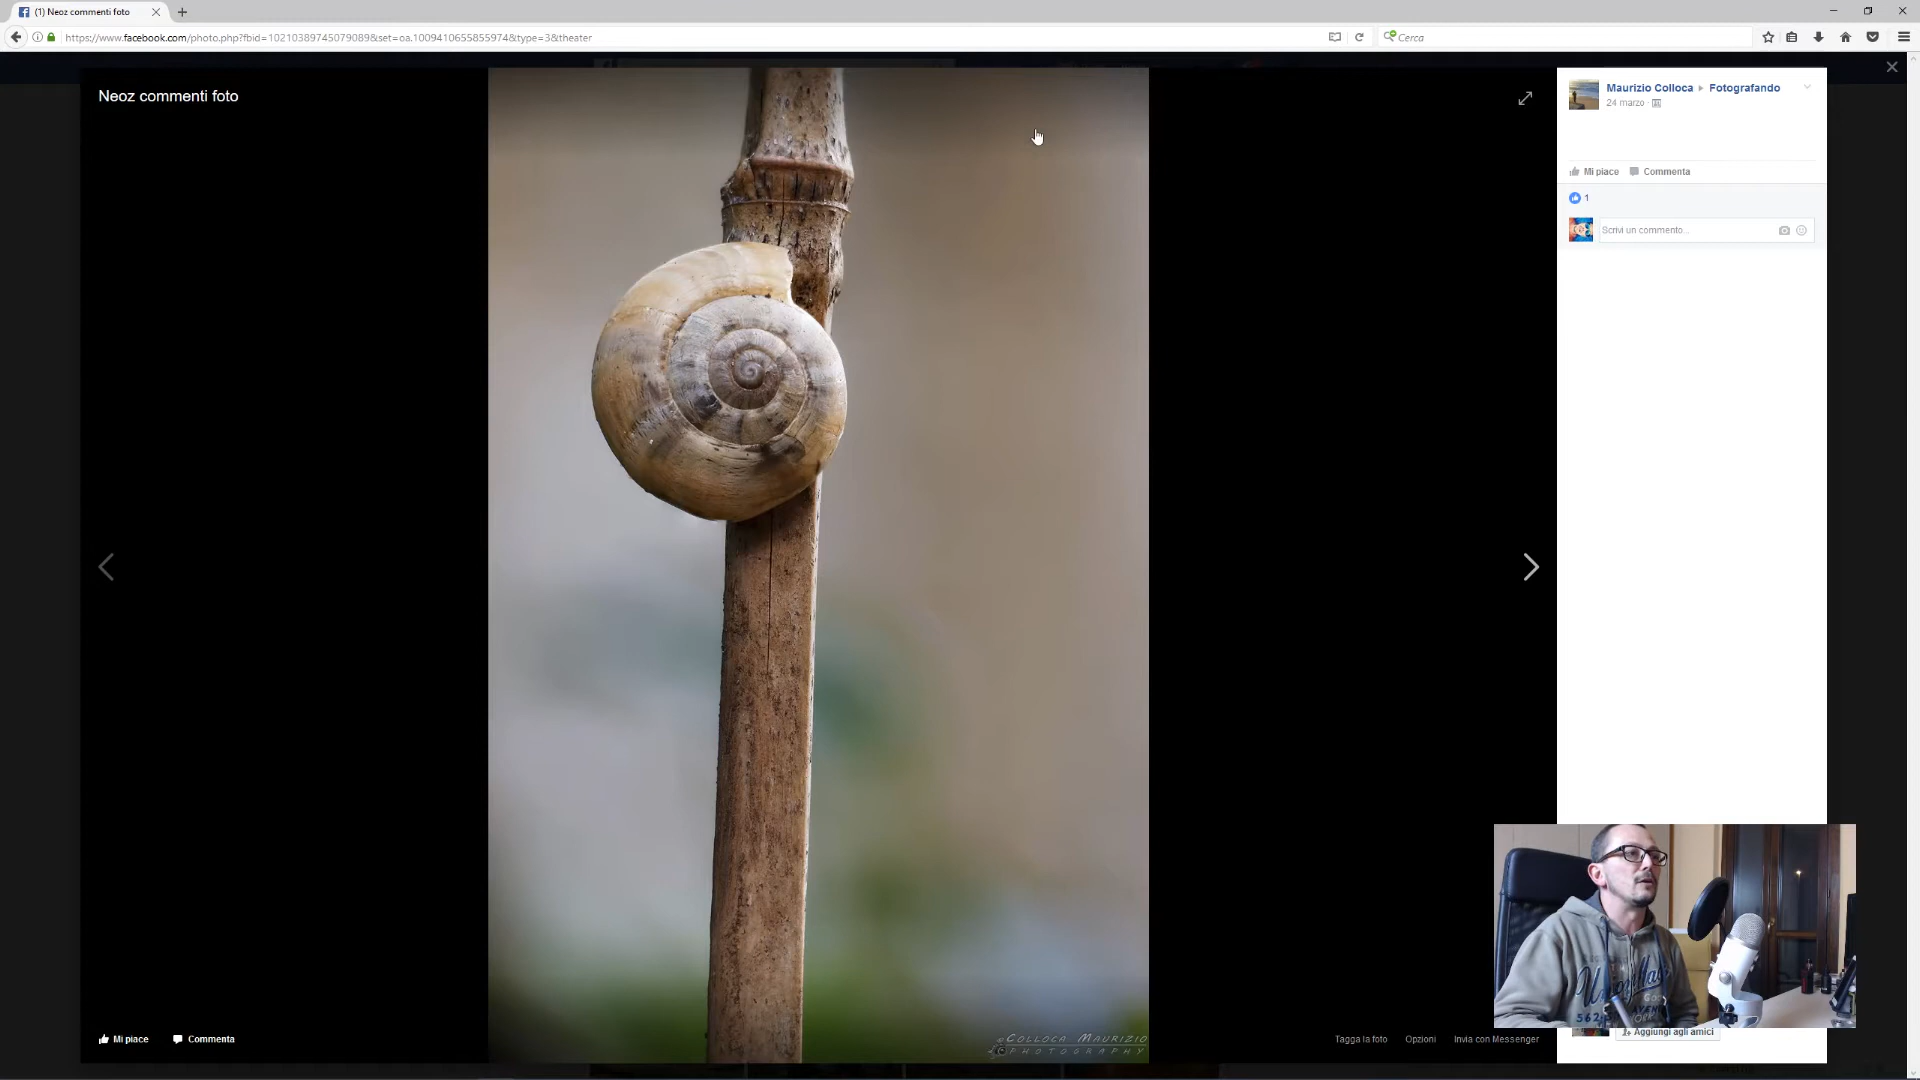 (1) Neoz commenti foto
https://www.facebook.com/photo.php?fbid=10210389745079089&set=oa.1009410655855974&type=3&theater
Cerca
Neoz commenti foto
Maurizio Colloca ▸ Fotografando
24 marzo ·
Mi piace Commenta
1
Scrivi un commento...
©Colloca Maurizio
PHOTOGRAPHY
Mi piace Commenta
Tagga la foto Opzioni Invia con Messenger
Aggiungi agli amici